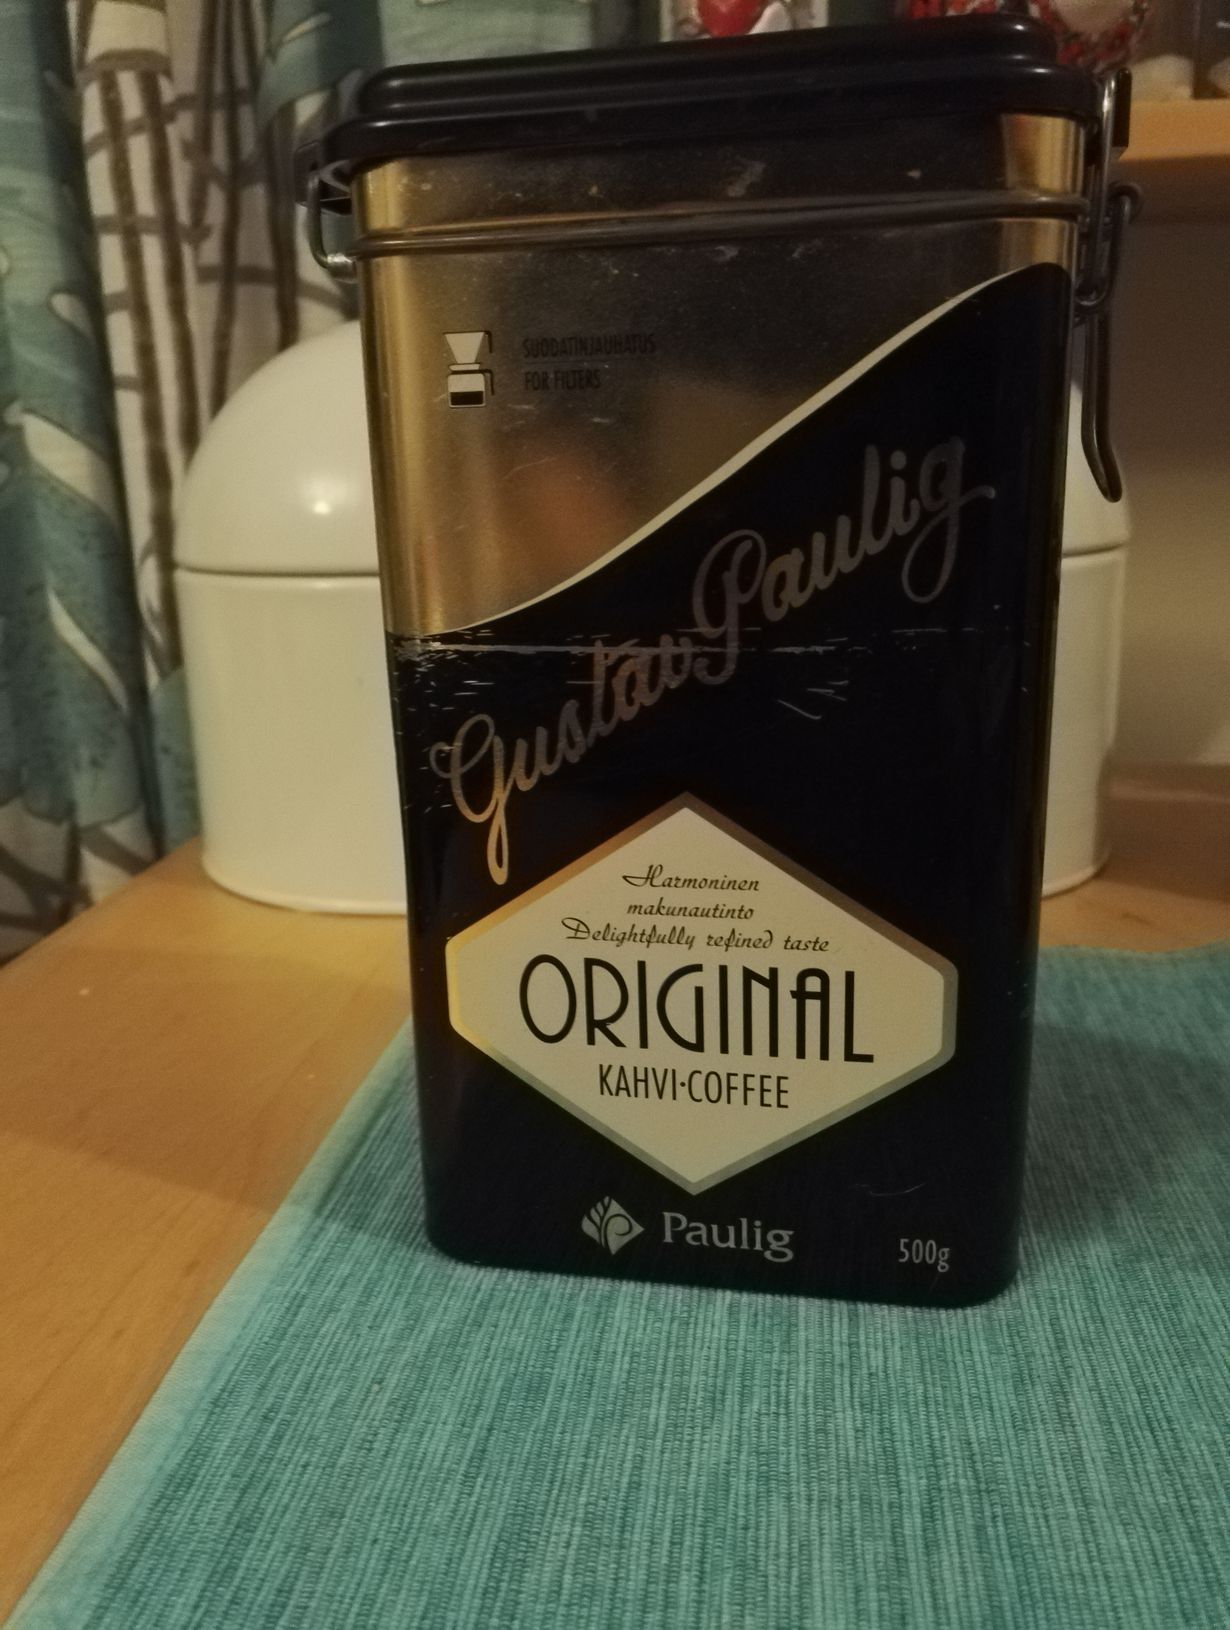 SUODATINJAUHATUS
FOR FILTERS
Gustav Paulig
Harmoninen
makunautinto
Delightfully refined taste
ORIGINAL
KAHVI·COFFEE
Paulig
500g